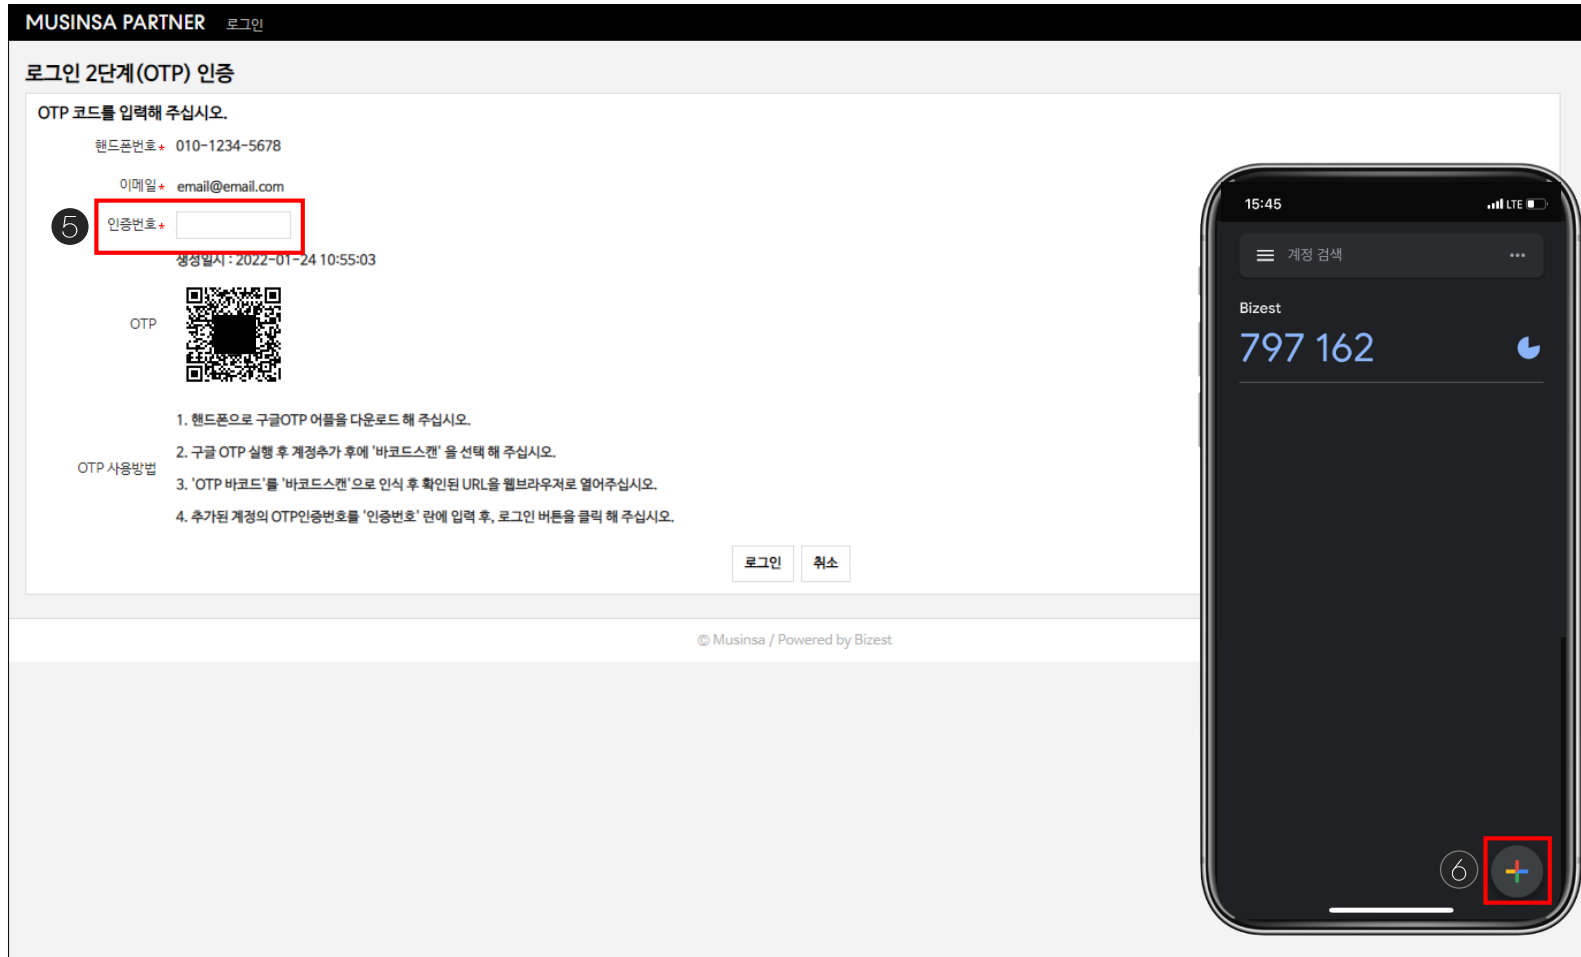 MUSINSA PARTNER 로그인
로그인 2단계(OTP) 인증
OTP 코드를 입력해 주십시오.
핸드폰번호* 010-1234-5678
이메일* email@email.com
5 인증번호*
생성일시 : 2022-01-24 10:55:03
OTP
OTP 사용방법
1. 핸드폰으로 구글OTP 어플을 다운로드 해 주십시오.
2. 구글 OTP 실행 후 계정추가 후에 '바코드스캔' 을 선택 해 주십시오.
3. 'OTP 바코드'를 '바코드스캔'으로 인식 후 확인된 URL을 웹브라우저로 열어주십시오.
4. 추가된 계정의 OTP인증번호를 '인증번호' 란에 입력 후, 로그인 버튼을 클릭 해 주십시오.
로그인 취소
© Musinsa / Powered by Bizest
15:45 LTE
계정 검색
Bizest
797 162
6